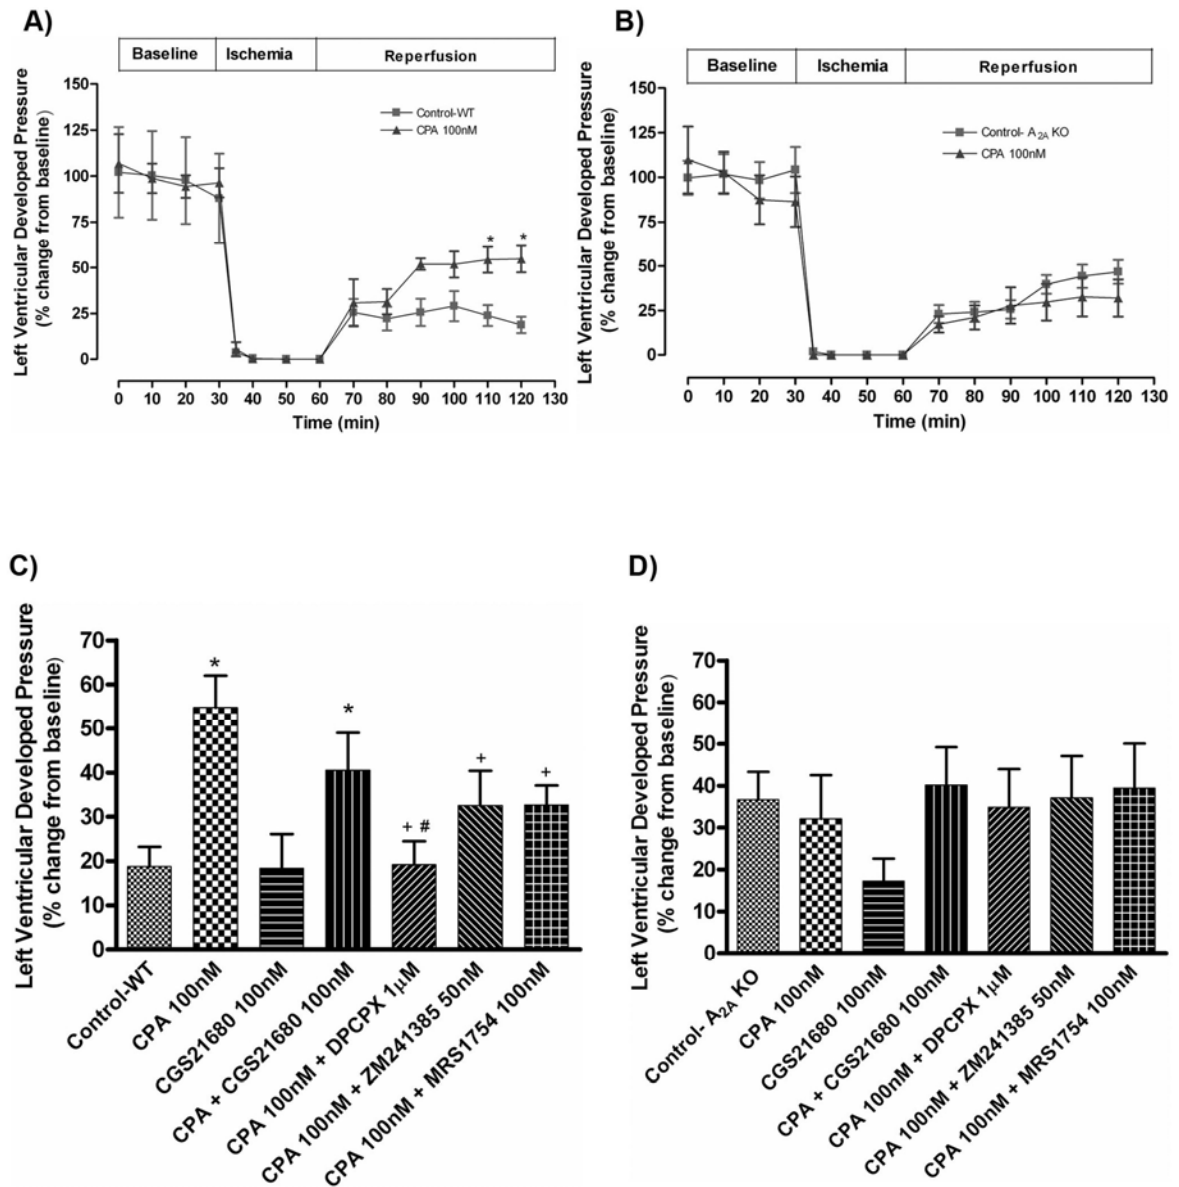 A)
Baseline Ischemia Reperfusion
Left Ventricular Developed Pressure
(% change from baseline)
150
125
100
75
50
25
0
Control-WT
CPA 100nM
* *
0 10 20 30 40 50 60 70 80 90 100 110 120 130
Time (min)
B)
Baseline Ischemia Reperfusion
Left Ventricular Developed Pressure
(% change from baseline)
150
125
100
75
50
25
0
Control- A2A KO
CPA 100nM
0 10 20 30 40 50 60 70 80 90 100 110 120 130
Time (min)
C)
Left Ventricular Developed Pressure
(% change from baseline)
70
60
50
40
30
20
10
0
*
*
+ #
+
+
Control-WT
CPA 100nM
CGS21680 100nM
CPA + CGS21680 100nM
CPA 100nM + DPCPX 1μM
CPA 100nM + ZM241385 50nM
CPA 100nM + MRS1754 100nM
D)
Left Ventricular Developed Pressure
(% change from baseline)
70
60
50
40
30
20
10
0
Control- A2A KO
CPA 100nM
CGS21680 100nM
CPA + CGS21680 100nM
CPA 100nM + DPCPX 1μM
CPA 100nM + ZM241385 50nM
CPA 100nM + MRS1754 100nM